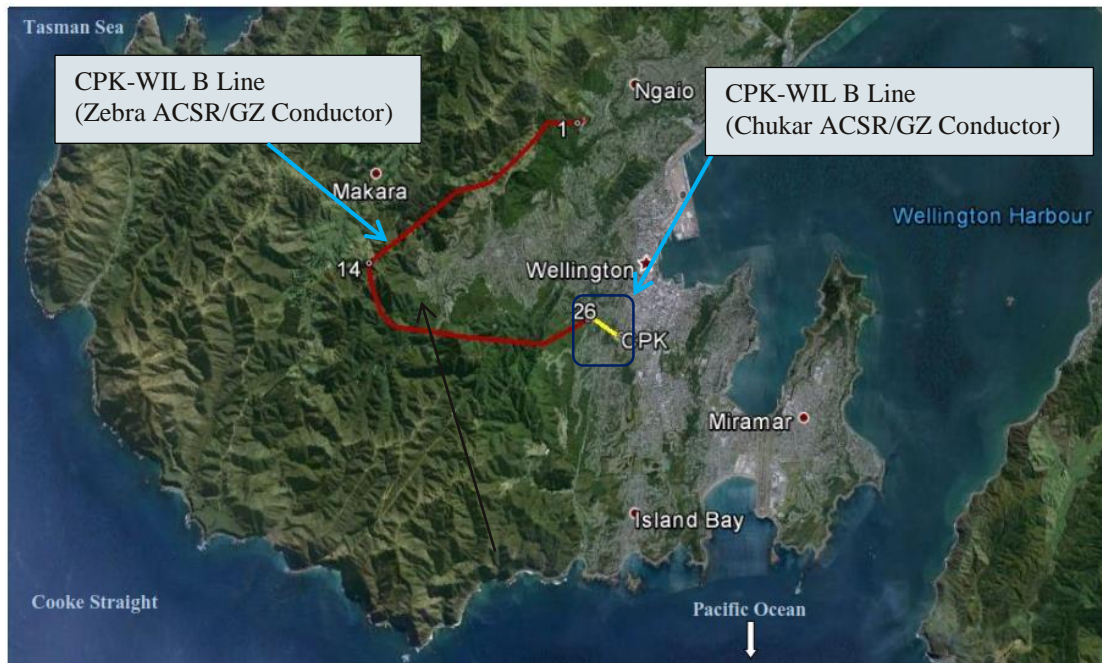 Tasman Sea
CPK-WIL B Line
(Zebra ACSR/GZ Conductor)
Ngaio
CPK-WIL B Line
(Chukar ACSR/GZ Conductor)
1 °
Makara
Wellington Harbour
14 °
Wellington
26
CPK
Miramar
Island Bay
Cooke Straight
Pacific Ocean